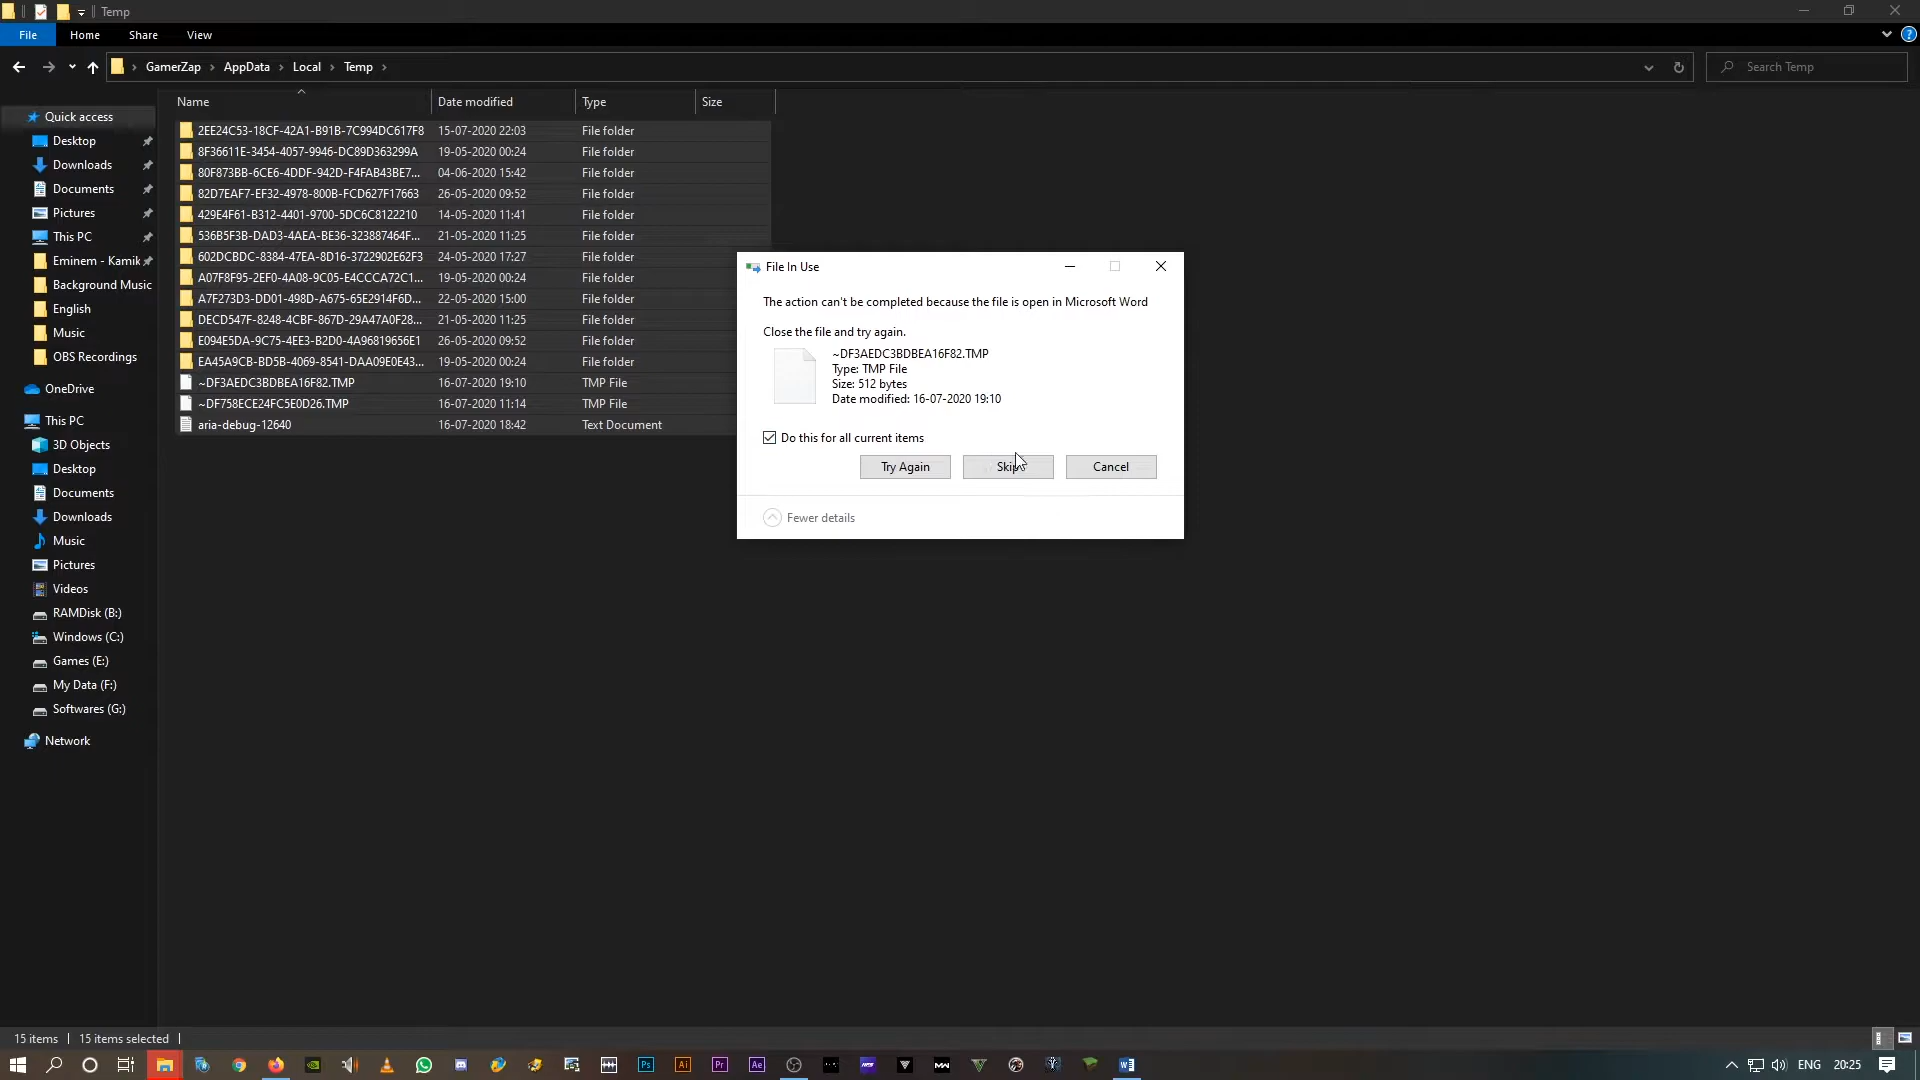 Temp
File
Home
Share
View
GamerZap
AppData
Local
Temp
Search Temp
Name
Date modified
Type
Size
2EE24C53-18CF-42A1-B91B-7C994DC617F8 15-07-2020 22:03 File folder
8F36611E-3454-4057-9946-DC89D363299A 19-05-2020 00:24 File folder
80F873BB-6CE6-4DDF-942D-F4FAB43BE7... 04-06-2020 15:42 File folder
82D7EAF7-EF32-4978-800B-FCD627F17663 26-05-2020 09:52 File folder
429E4F61-B312-4401-9700-5DC6C8122210 14-05-2020 11:41 File folder
536B5F3B-DAD3-4AEA-BE36-323887464F... 21-05-2020 11:25 File folder
602DCBDC-8384-47EA-8D16-3722902E62F3 24-05-2020 17:27 File folder
A07F8F95-2EF0-4A08-9C05-E4CCCA72C1... 19-05-2020 00:24 File folder
A7F273D3-DD01-498D-A675-65E2914F6D... 22-05-2020 15:00 File folder
DECD547F-8248-4CBF-867D-29A47A0F28... 21-05-2020 11:25 File folder
E094E5DA-9C75-4EE3-B2D0-4A96819656E1 26-05-2020 09:52 File folder
EA45A9CB-BD5B-4069-8541-DAA09E0E43... 19-05-2020 00:24 File folder
~DF3AEDC3BDBEA16F82.TMP 16-07-2020 19:10 TMP File
~DF758ECE24FC5E0D26.TMP 16-07-2020 11:14 TMP File
aria-debug-12640 16-07-2020 18:42 Text Document
Quick access
Desktop
Downloads
Documents
Pictures
This PC
Eminem - Kamik
Background Music
English
Music
OBS Recordings
OneDrive
This PC
3D Objects
Desktop
Documents
Downloads
Music
Pictures
Videos
RAMDisk (B:)
Windows (C:)
Games (E:)
My Data (F:)
Softwares (G:)
Network
File In Use
The action can't be completed because the file is open in Microsoft Word
Close the file and try again.
~DF3AEDC3BDBEA16F82.TMP
Type: TMP File
Size: 512 bytes
Date modified: 16-07-2020 19:10
Do this for all current items
Try Again
Skip
Cancel
Fewer details
15 items
15 items selected
Ps
Ai
Pr
Ae
ENG
20:25